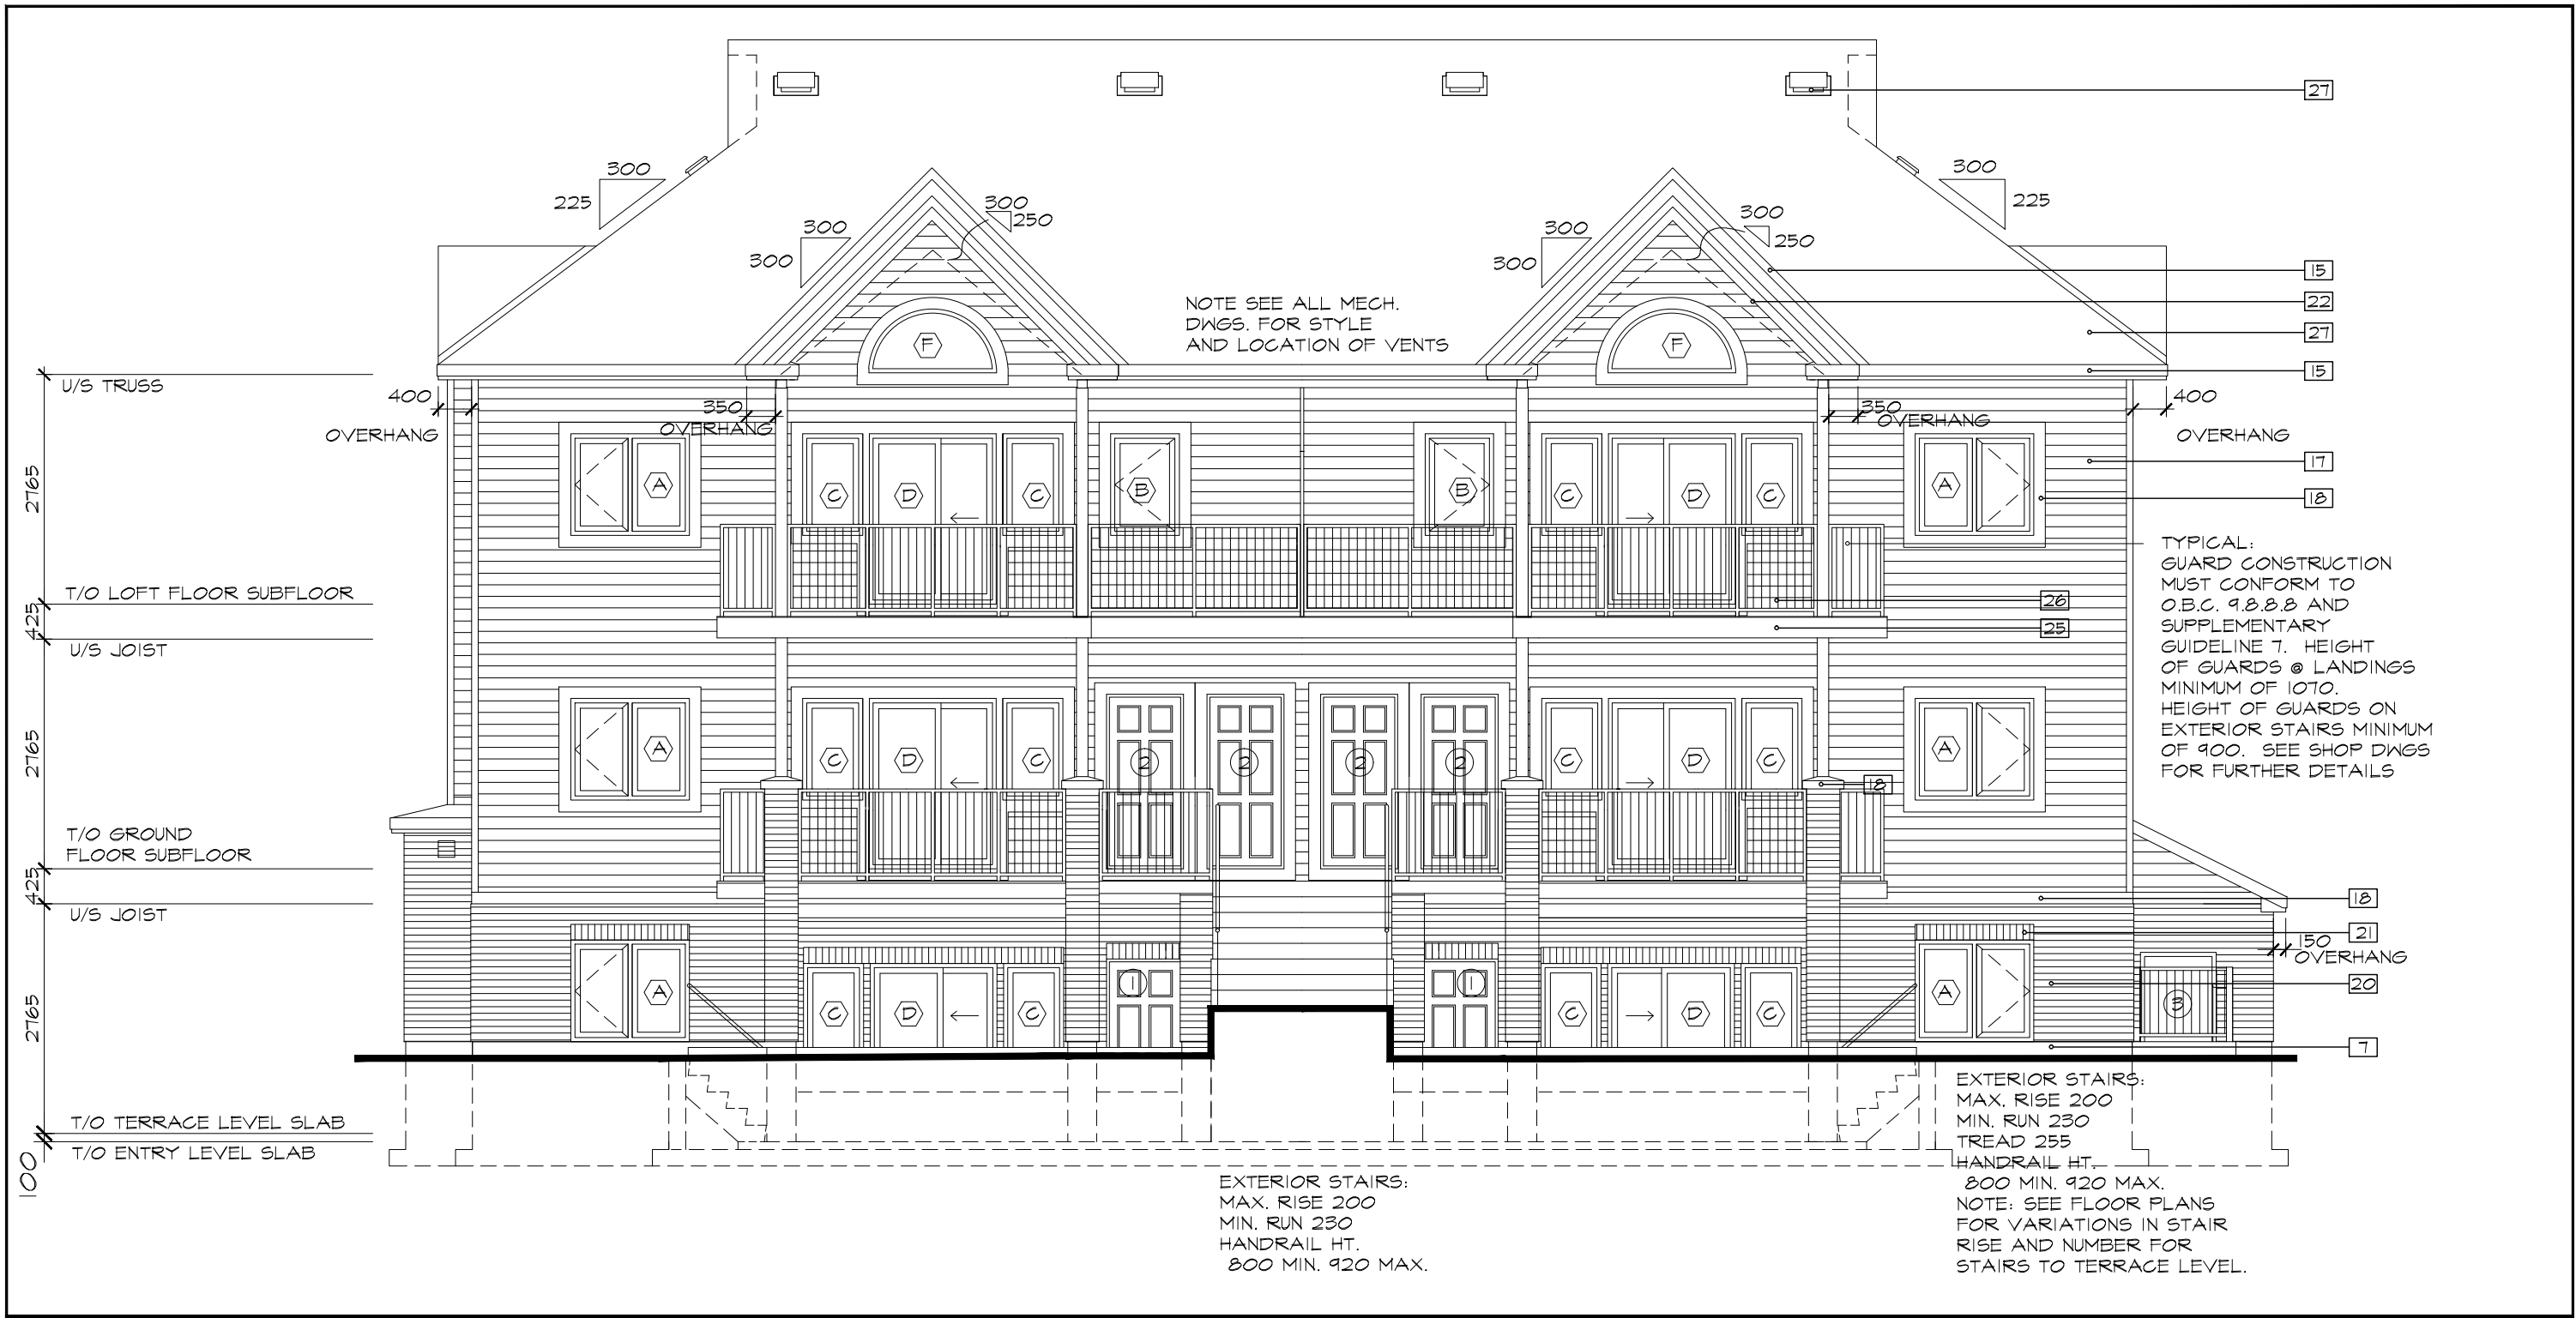 27
300
225
300
225
300
250
300
300
300
300
300
250
15
22
27
15
NOTE SEE ALL MECH.
DWGS. FOR STYLE
AND LOCATION OF VENTS
F
F
U/S TRUSS
400
OVERHANG
350
OVERHANG
350
OVERHANG
400
OVERHANG
17
18
2765
A
C
D
C
B
B
C
D
C
A
TYPICAL:
GUARD CONSTRUCTION
MUST CONFORM TO
O.B.C. 9.8.8.8 AND
SUPPLEMENTARY
GUIDELINE 7. HEIGHT
OF GUARDS @ LANDINGS
MINIMUM OF 1070.
HEIGHT OF GUARDS ON
EXTERIOR STAIRS MINIMUM
OF 900. SEE SHOP DWGS
FOR FURTHER DETAILS
T/O LOFT FLOOR SUBFLOOR
26
425
25
U/S JOIST
2765
A
C
D
C
2
2
2
2
C
D
C
A
18
T/O GROUND
FLOOR SUBFLOOR
425
U/S JOIST
18
21
150
OVERHANG
20
7
2765
A
C
D
C
1
1
C
D
C
A
3
T/O TERRACE LEVEL SLAB
T/O ENTRY LEVEL SLAB
100
EXTERIOR STAIRS:
MAX. RISE 200
MIN. RUN 230
HANDRAIL HT.
800 MIN. 920 MAX.
EXTERIOR STAIRS:
MAX. RISE 200
MIN. RUN 230
TREAD 255
HANDRAIL HT.
800 MIN. 920 MAX.
NOTE: SEE FLOOR PLANS
FOR VARIATIONS IN STAIR
RISE AND NUMBER FOR
STAIRS TO TERRACE LEVEL.